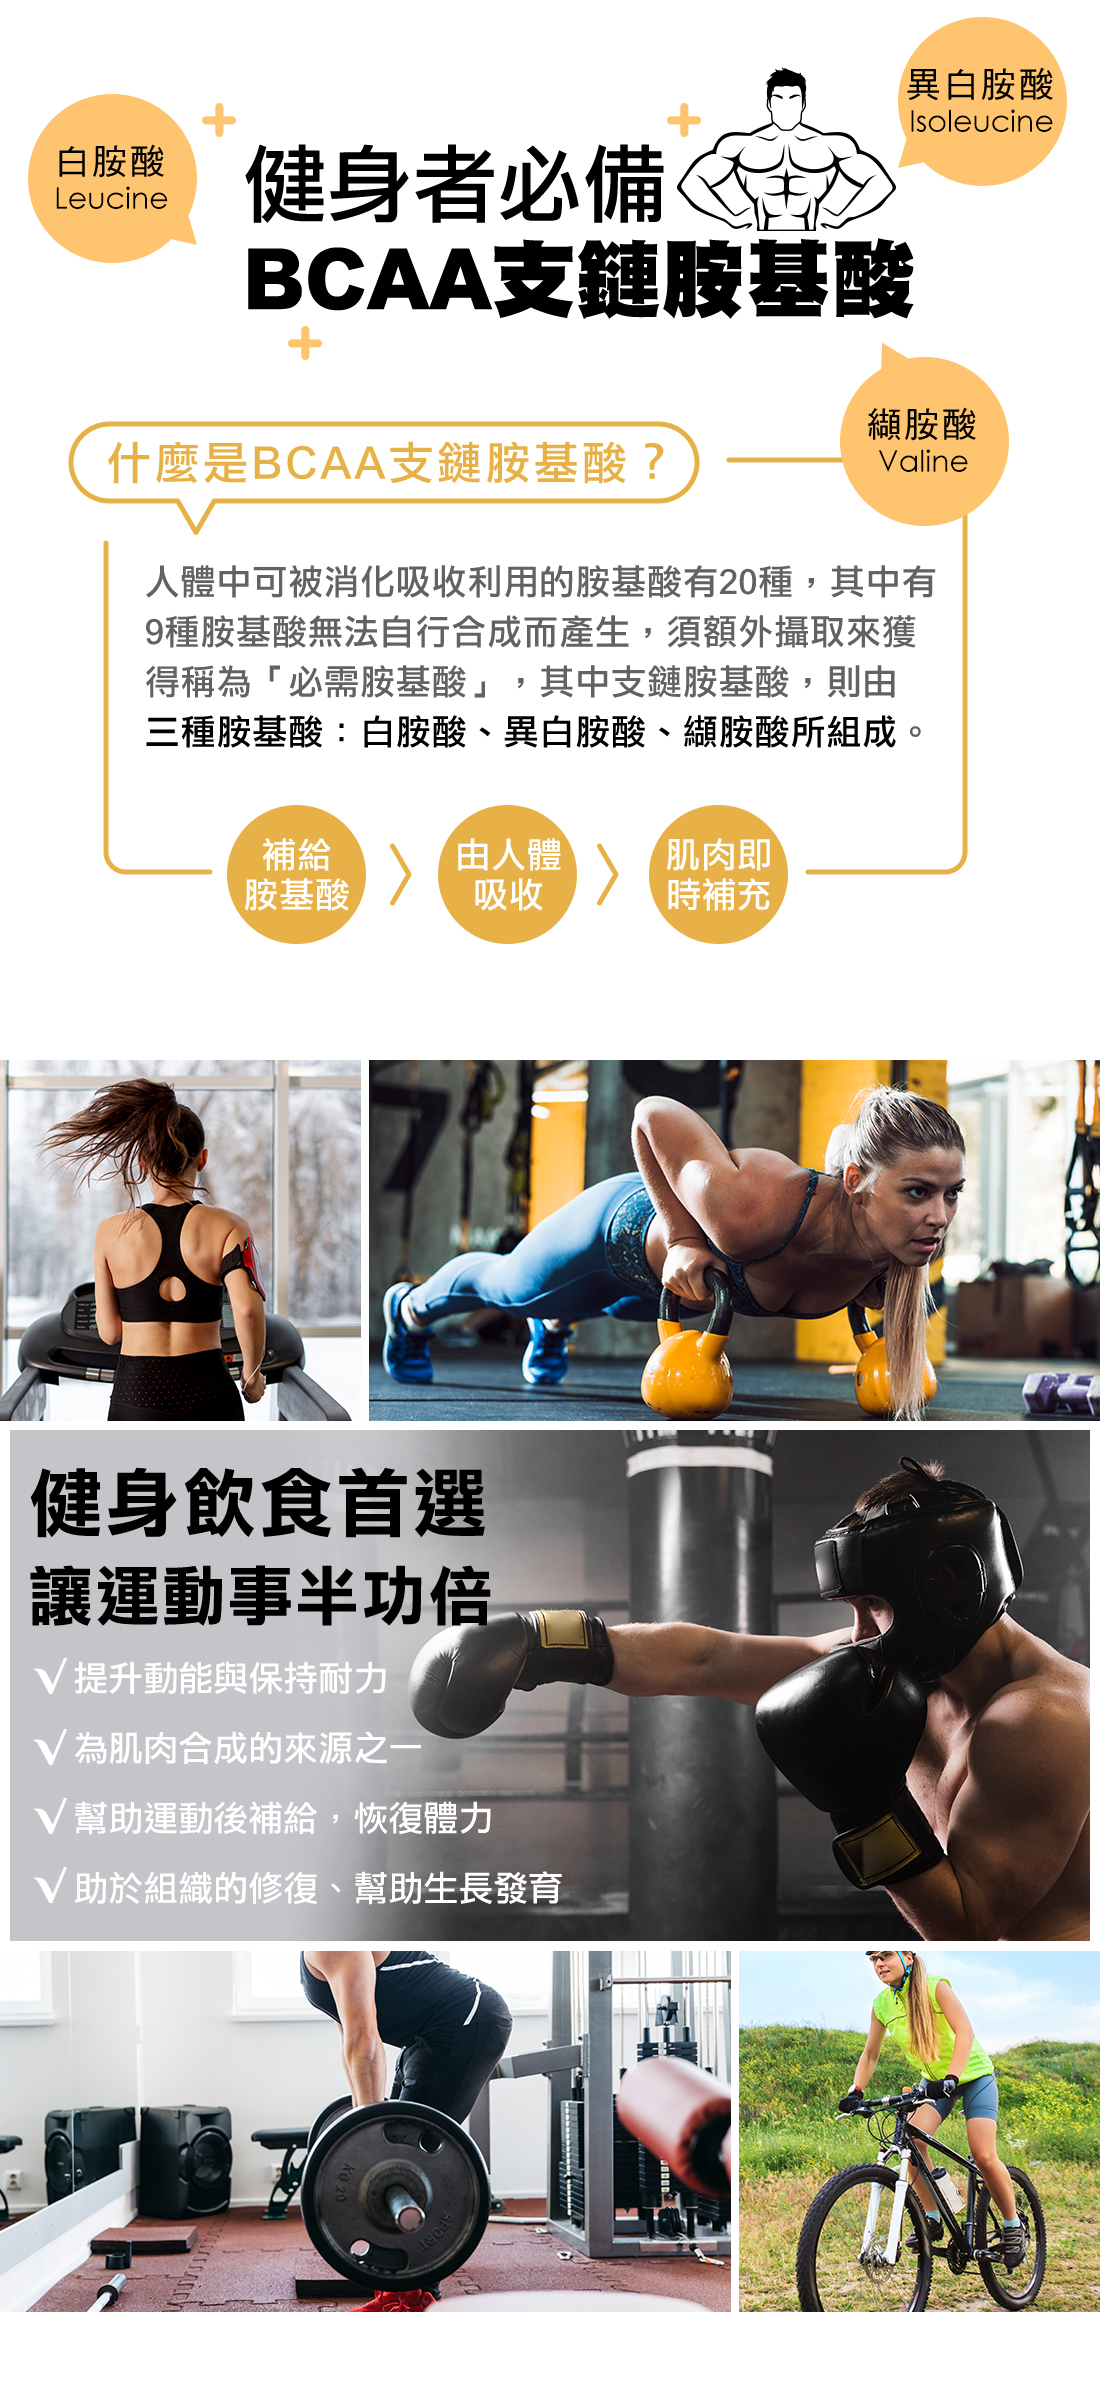 白胺酸
Leucine
異白胺酸
Isoleucine
健身者必備
BCAA支鏈胺基酸
纈胺酸
Valine
什麼是BCAA支鏈胺基酸？
人體中可被消化吸收利用的胺基酸有20種，其中有
9種胺基酸無法自行合成而產生，須額外攝取來獲
得稱為「必需胺基酸」，其中支鏈胺基酸，則由
三種胺基酸：白胺酸、異白胺酸、纈胺酸所組成。
補給
胺基酸
由人體
吸收
肌肉即
時補充
健身飲食首選
讓運動事半功倍
√ 提升動能與保持耐力
√ 為肌肉合成的來源之一
√ 幫助運動後補給，恢復體力
√ 助於組織的修復、幫助生長發育
KG 20
SPORT